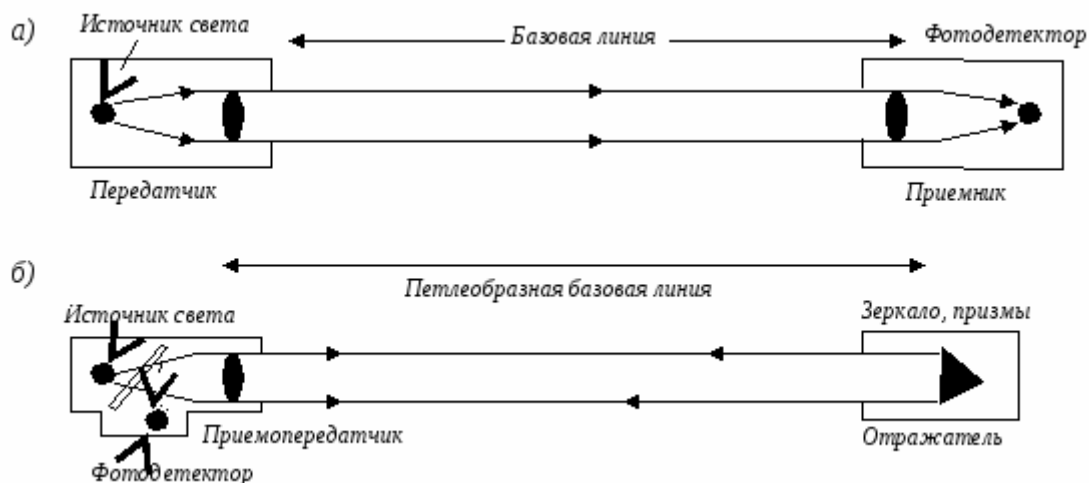 а)
Источник света
Базовая линия
Фотодетектор
Передатчик
Приемник
б)
Петлеобразная базовая линия
Источник света
Зеркало, призмы
Приемопередатчик
Отражатель
Фотодетектор